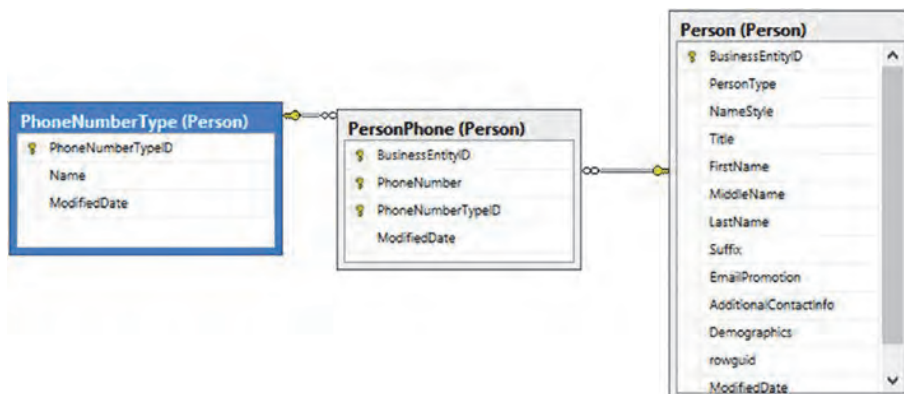 PhoneNumberType (Person)
PhoneNumberTypeID
Name
ModifiedDate
PersonPhone (Person)
BusinessEntityID
PhoneNumber
PhoneNumberTypeID
ModifiedDate
Person (Person)
BusinessEntityID
PersonType
NameStyle
Title
FirstName
MiddleName
LastName
Suffix
EmailPromotion
AdditionalContactInfo
Demographics
rowguid
ModifiedDate